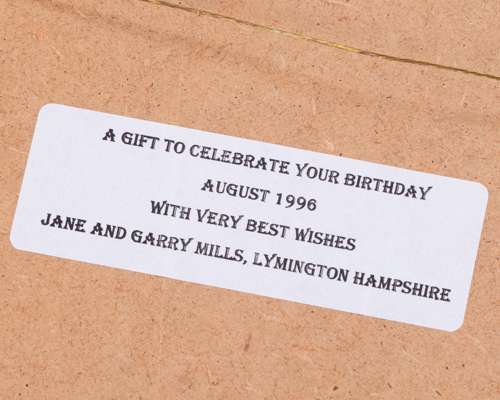 A GIFT TO CELEBRATE YOUR BIRTHDAY
AUGUST 1996
WITH VERY BEST WISHES
JANE AND GARRY MILLS, LYMINGTON HAMPSHIRE